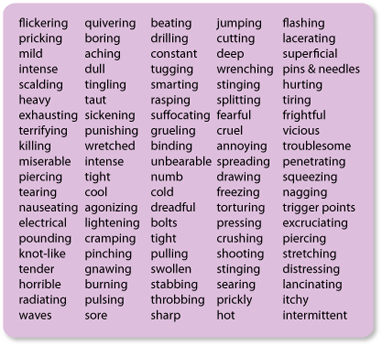 flickering quivering beating jumping flashing
pricking boring drilling cutting lacerating
mild aching constant deep superficial
intense dull tugging wrenching pins & needles
scalding tingling smarting stinging hurting
heavy taut rasping splitting tiring
exhausting sickening suffocating fearful frightful
terrifying punishing grueling cruel vicious
killing wretched binding annoying troublesome
miserable intense unbearable spreading penetrating
piercing tight numb drawing squeezing
tearing cool cold freezing nagging
nauseating agonizing dreadful torturing trigger points
electrical lightening bolts pressing excruciating
pounding cramping tight crushing piercing
knot-like pinching pulling shooting stretching
tender gnawing swollen stinging distressing
horrible burning stabbing searing lancinating
radiating pulsing throbbing prickly itchy
waves sore sharp hot intermittent